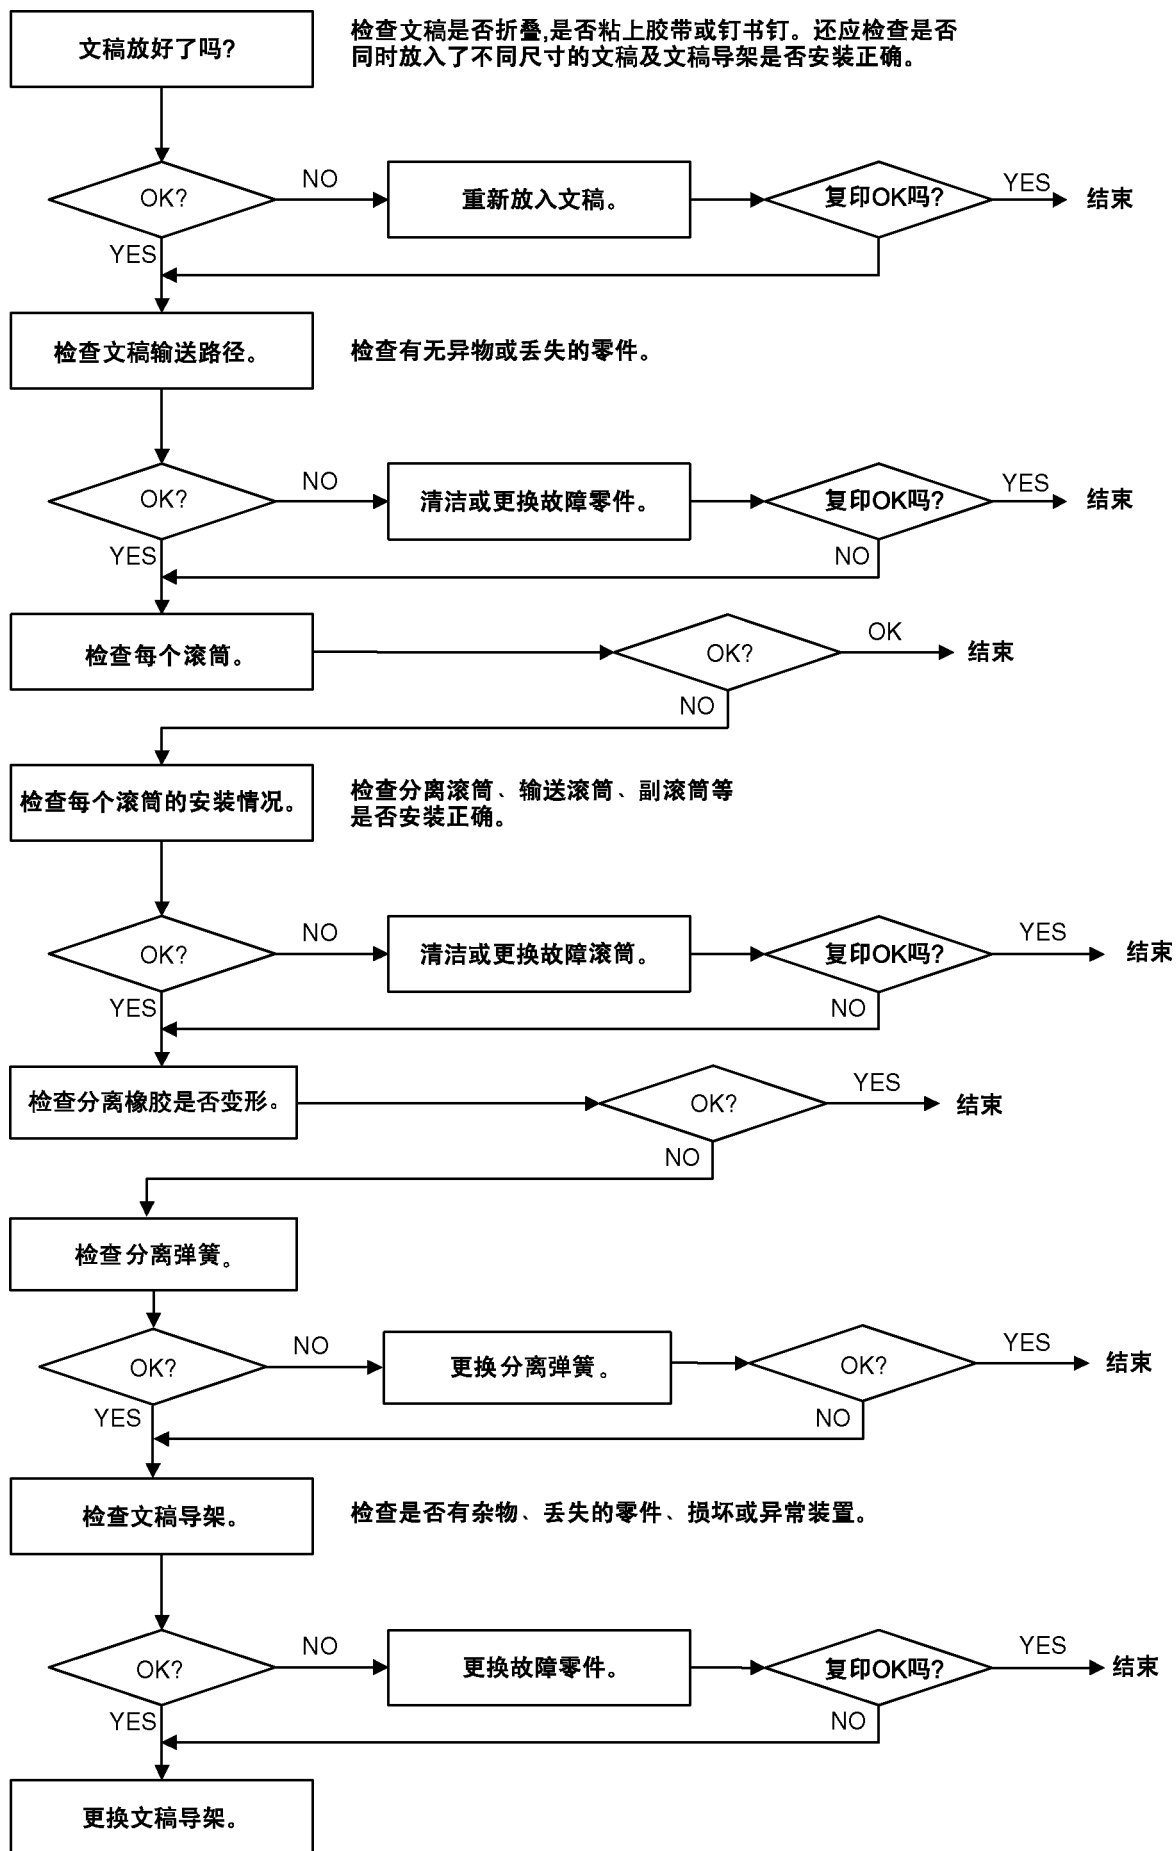 文稿放好了吗?
检查文稿是否折叠,是否粘上胶带或钉书钉。还应检查是否
同时放入了不同尺寸的文稿及文稿导架是否安装正确。
OK?
NO
重新放入文稿。
复印OK吗?
YES
结束
YES
检查文稿输送路径。
检查有无异物或丢失的零件。
OK?
NO
清洁或更换故障零件。
复印OK吗?
YES
结束
YES
NO
检查每个滚筒。
OK?
OK
结束
NO
检查每个滚筒的安装情况。
检查分离滚筒、输送滚筒、副滚筒等
是否安装正确。
OK?
NO
清洁或更换故障滚筒。
复印OK吗?
YES
结束
YES
NO
检查分离橡胶是否变形。
OK?
YES
结束
NO
检查分离弹簧。
OK?
NO
更换分离弹簧。
OK?
YES
结束
YES
NO
检查文稿导架。
检查是否有杂物、丢失的零件、损坏或异常装置。
OK?
NO
更换故障零件。
复印OK吗?
YES
结束
YES
NO
更换文稿导架。